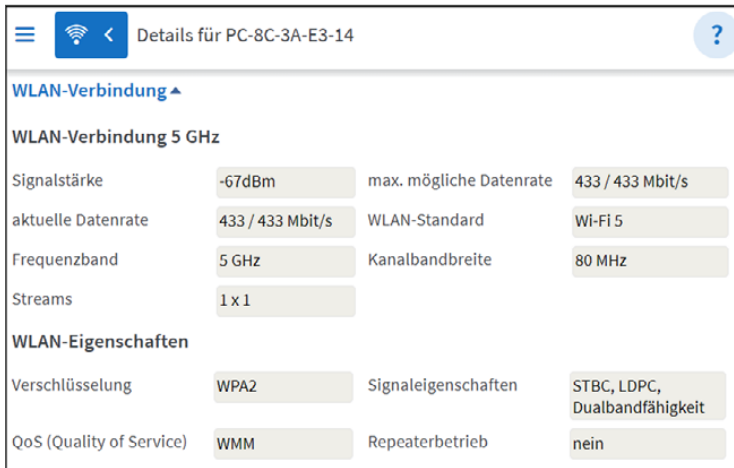 Details für PC-8C-3A-E3-14 ?
WLAN-Verbindung
WLAN-Verbindung 5 GHz
Signalstärke -67dBm max. mögliche Datenrate 433 / 433 Mbit/s
aktuelle Datenrate 433 / 433 Mbit/s WLAN-Standard Wi-Fi 5
Frequenzband 5 GHz Kanalbandbreite 80 MHz
Streams 1 x 1
WLAN-Eigenschaften
Verschlüsselung WPA2 Signaleigenschaften STBC, LDPC,
Dualbandfähigkeit
QoS (Quality of Service) WMM Repeaterbetrieb nein